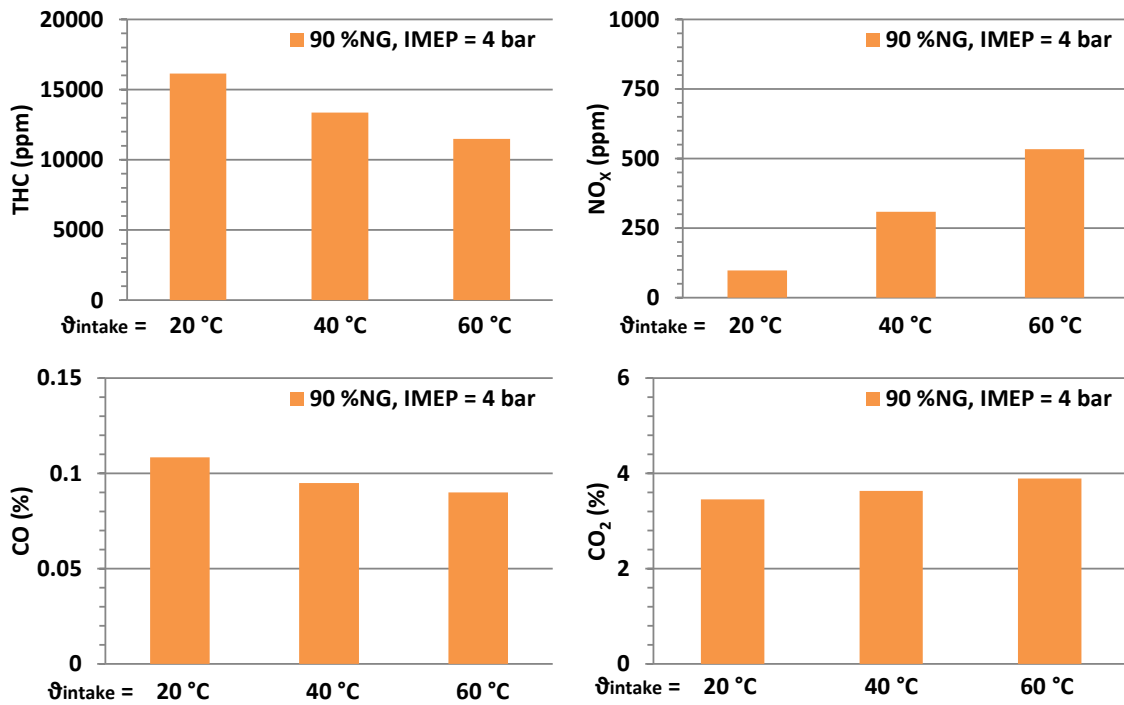 20000
15000
10000
5000
0
THC (ppm)
90 %NG, IMEP = 4 bar
ϑintake = 20 °C 40 °C 60 °C
1000
750
500
250
0
NOX (ppm)
90 %NG, IMEP = 4 bar
ϑintake = 20 °C 40 °C 60 °C
0.15
0.1
0.05
0
CO (%)
90 %NG, IMEP = 4 bar
ϑintake = 20 °C 40 °C 60 °C
6
4
2
0
CO2 (%)
90 %NG, IMEP = 4 bar
ϑintake = 20 °C 40 °C 60 °C